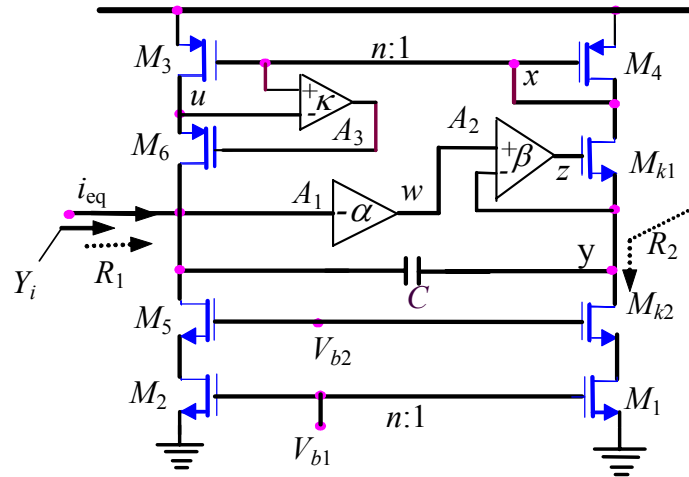 M3
n:1
M4
x
u
+
κ
-
A3
M6
A2
+
β
-
z
Mk1
ieq
A1
-α
w
Yi
R1
C
y
R2
M5
Vb2
Mk2
M2
n:1
M1
Vb1